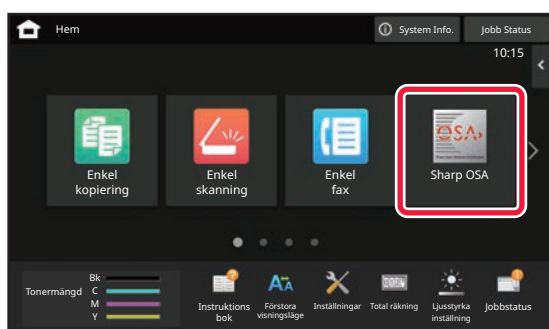 Hem
System Info.
Jobb Status
10:15
OSA
Enkel
kopiering
Enkel
skanning
Enkel
fax
Sharp OSA
Tonermängd
Bk
C
M
Y
Instruktions
bok
Förstora
visningsläge
Inställningar
Total räkning
Ljusstyrka
inställning
Jobbstatus